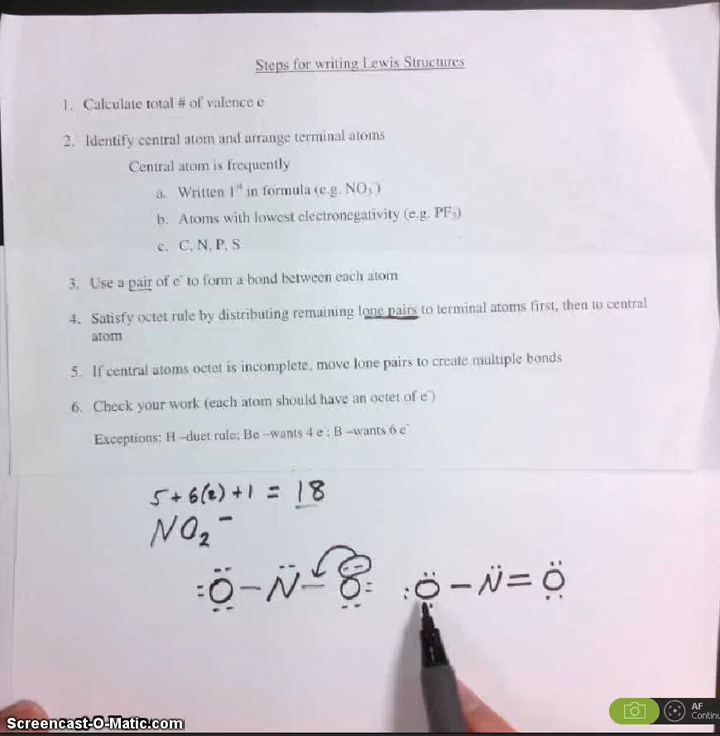 Steps for writing Lewis Structures
1. Calculate total # of valence e⁻
2. Identify central atom and arrange terminal atoms
Central atom is frequently
a. Written 1st in formula (e.g. NO₃⁻)
b. Atoms with lowest electronegativity (e.g. PF₃)
c. C, N, P, S
3. Use a pair of e⁻ to form a bond between each atom
4. Satisfy octet rule by distributing remaining lone pairs to terminal atoms first, then to central
atom
5. If central atoms octet is incomplete, move lone pairs to create multiple bonds
6. Check your work (each atom should have an octet of e⁻)
Exceptions: H –duet rule; Be –wants 4 e⁻; B –wants 6 e⁻
5 + 6(2) + 1 = 18
NO₂⁻
O – N – O O – N = O
Screencast-O-Matic.com
AF
Continu